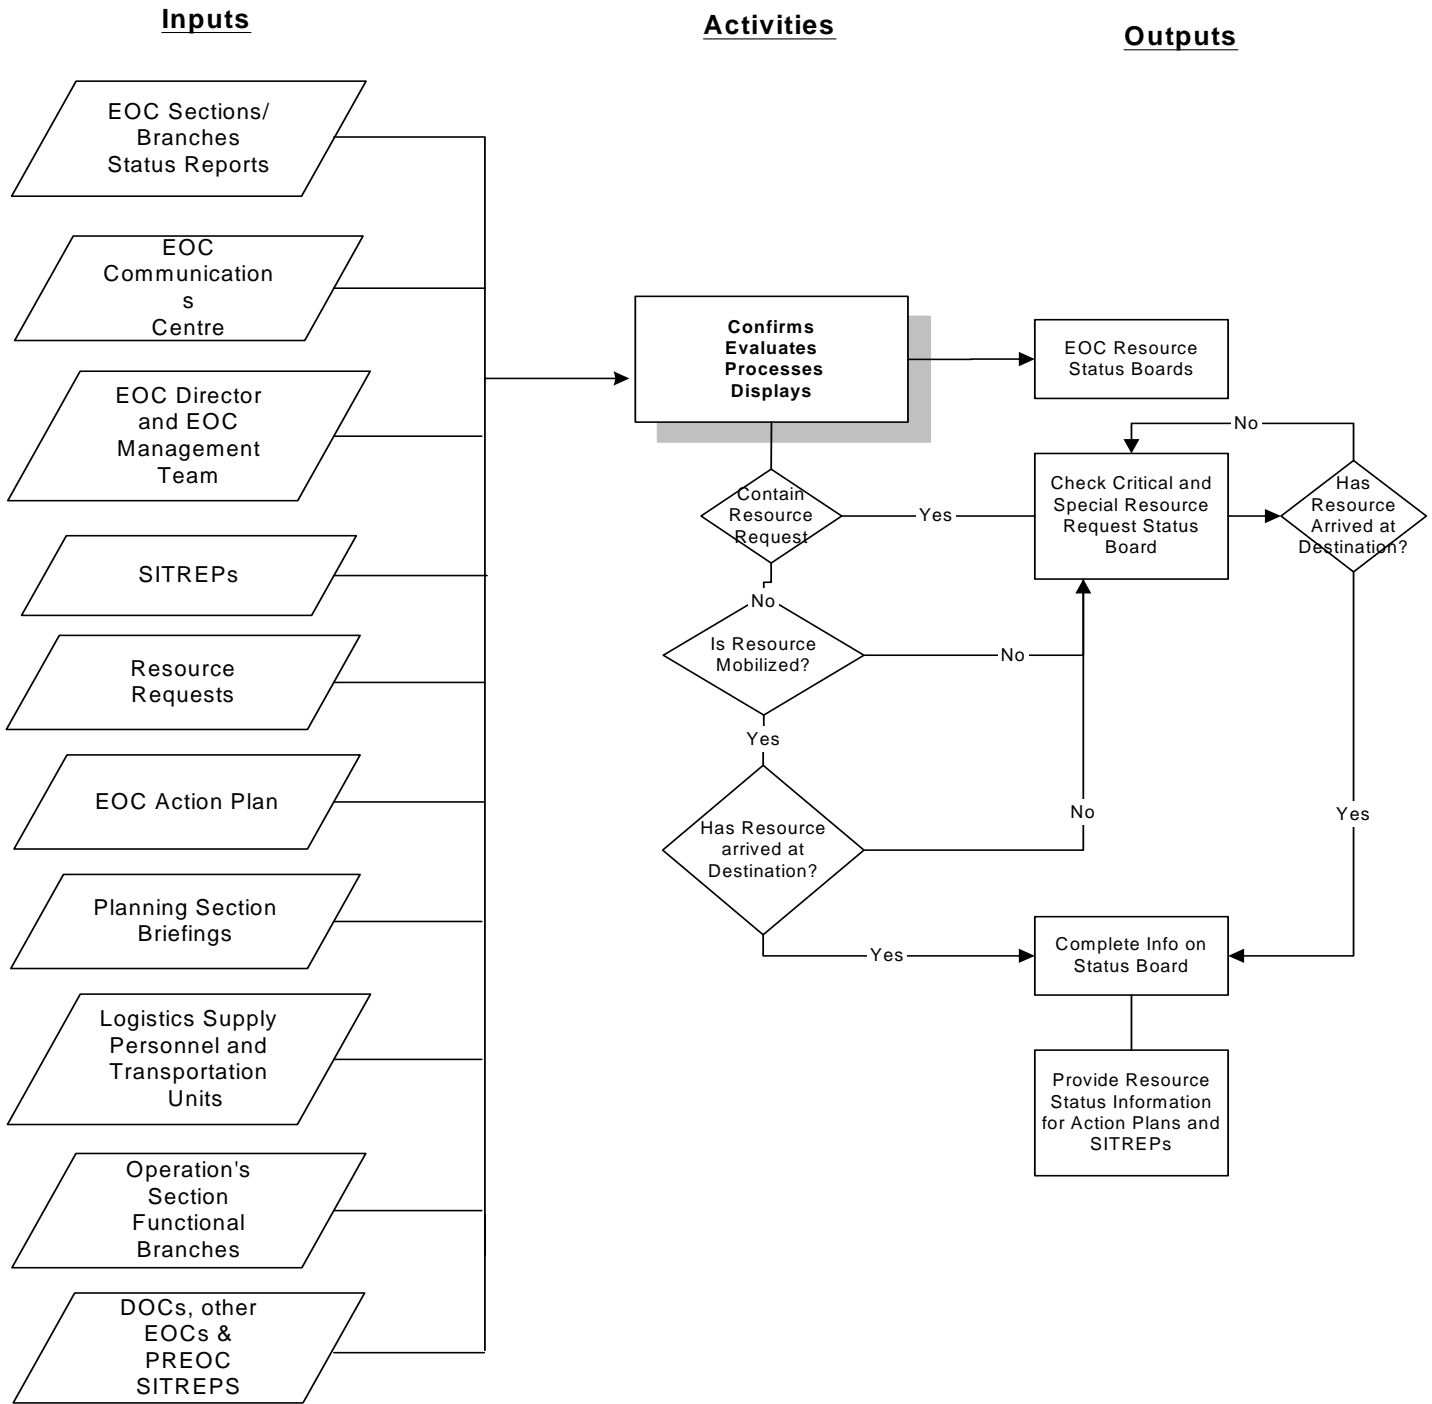 Inputs
Activities
Outputs
EOC Sections/
Branches
Status Reports
EOC
Communication
s
Centre
EOC Director
and EOC
Management
Team
SITREPs
Resource
Requests
EOC Action Plan
Planning Section
Briefings
Logistics Supply
Personnel and
Transportation
Units
Operation's
Section
Functional
Branches
DOCs, other
EOCs &
PREOC
SITREPS
Confirms
Evaluates
Processes
Displays
Contain
Resource
Request
Yes
No
Is Resource
Mobilized?
No
Yes
Has Resource
arrived at
Destination?
No
Yes
EOC Resource
Status Boards
No
Check Critical and
Special Resource
Request Status
Board
Has
Resource
Arrived at
Destination?
Yes
Complete Info on
Status Board
Provide Resource
Status Information
for Action Plans and
SITREPs